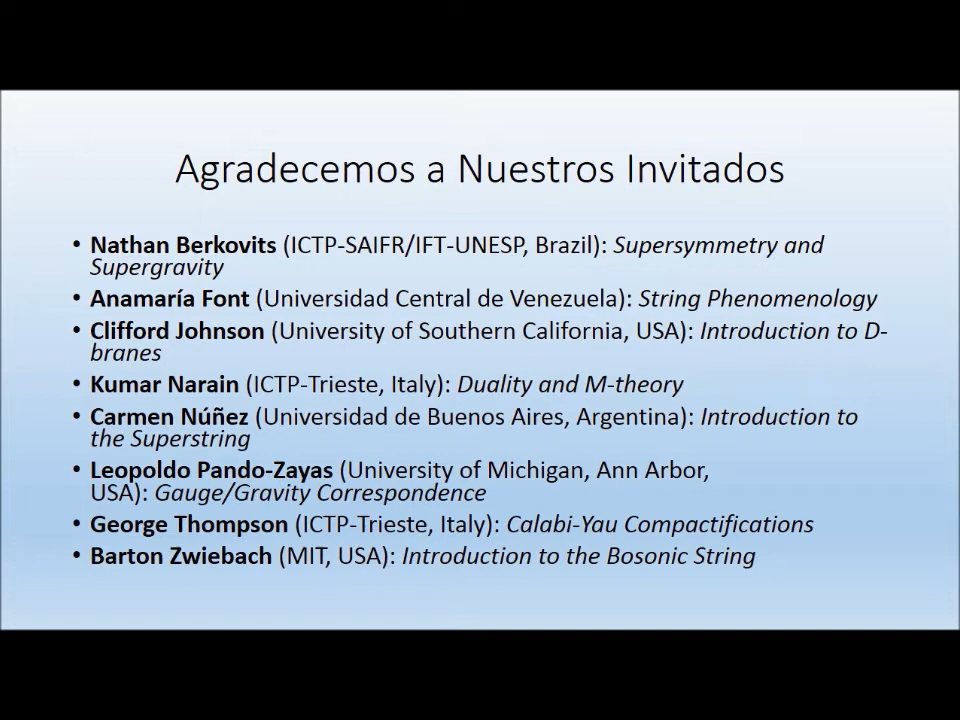 Agradecemos a Nuestros Invitados
• Nathan Berkovits (ICTP-SAIFR/IFT-UNESP, Brazil): Supersymmetry and
Supergravity
• Anamaría Font (Universidad Central de Venezuela): String Phenomenology
• Clifford Johnson (University of Southern California, USA): Introduction to D-
branes
• Kumar Narain (ICTP-Trieste, Italy): Duality and M-theory
• Carmen Núñez (Universidad de Buenos Aires, Argentina): Introduction to
the Superstring
• Leopoldo Pando-Zayas (University of Michigan, Ann Arbor,
USA): Gauge/Gravity Correspondence
• George Thompson (ICTP-Trieste, Italy): Calabi-Yau Compactifications
• Barton Zwiebach (MIT, USA): Introduction to the Bosonic String